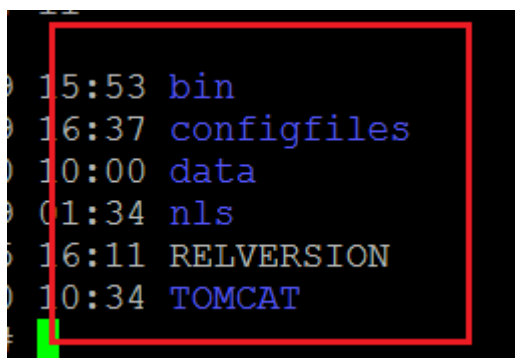 15:53 bin
16:37 configfiles
10:00 data
01:34 nls
16:11 RELVERSION
10:34 TOMCAT